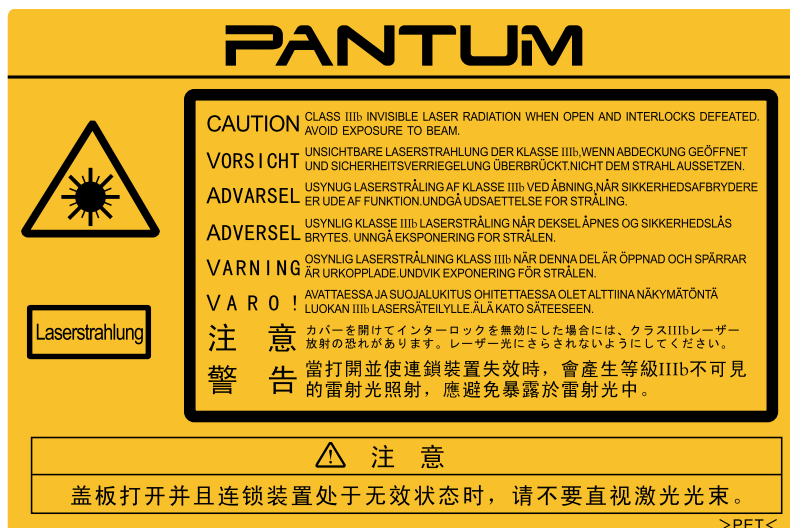 PANTUM
CAUTION CLASS IIIb INVISIBLE LASER RADIATION WHEN OPEN AND INTERLOCKS DEFEATED.
AVOID EXPOSURE TO BEAM.
VORSICHT UNSICHTBARE LASERSTRAHLUNG DER KLASSE IIIb,WENN ABDECKUNG GEÖFFNET
UND SICHERHEITSVERRIEGELUNG ÜBERBRÜCKT.NICHT DEM STRAHL AUSSETZEN.
ADVARSEL USYNUG LASERSTRÅLING AF KLASSE IIIb VED ÅBNING,NÅR SIKKERHEDSAFBRYDERE
ER UDE AF FUNKTION.UNDGÅ UDSAETTELSE FOR STRÅLING.
ADVERSEL USYNLIG KLASSE IIIb LASERSTRÅLING NÅR DEKSEL ÅPNES OG SIKKERHEDSLÅS
BRYTES. UNNGÅ EKSPONERING FOR STRÅLEN.
VARNING OSYNLIG LASERSTRÅLNING KLASS IIIb NÄR DENNA DEL ÄR ÖPPNAD OCH SPÄRRAR
ÄR URKOPPLADE.UNDVIK EXPONERING FÖR STRÅLEN.
VARO! AVATTAESSA JA SUOJALUKITUS OHITETTAESSA OLET ALTTIINA NÄKYMÄTÖNTÄ
LUOKAN IIIb LASERSÄTEILYLLE.ÄLÄ KATO SÄTEESEEN.
Laserstrahlung
注 意 カバーを開けてインターロックを無効にした場合には、クラスIIIbレーザー
放射の恐れがあります。レーザー光にさらされないようにしてください。
警 告 當打開並使連鎖裝置失效時，會產生等級IIIb不可見
的雷射光照射，應避免暴露於雷射光中。
注 意
盖板打开并且连锁装置处于无效状态时，请不要直视激光光束。
>PET<